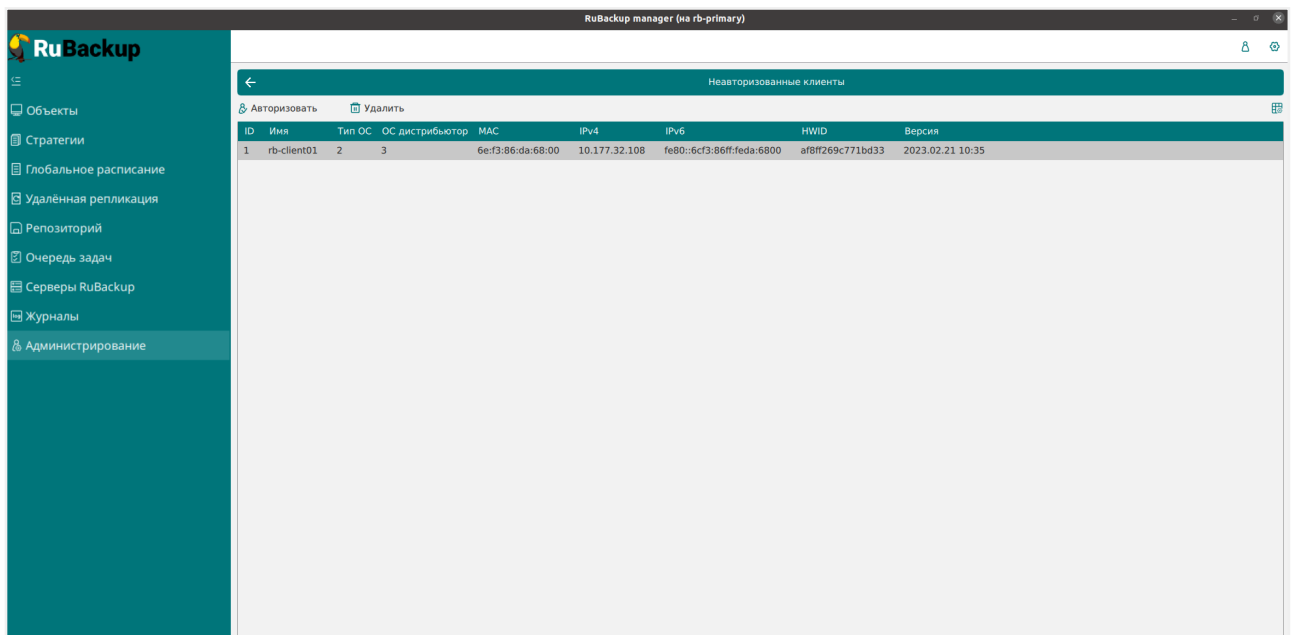 RuBackup manager (на rb-primary)
RuBackup
Неавторизованные клиенты
Авторизовать Удалить
ID Имя Тип ОС ОС дистрибьютор MAC IPv4 IPv6 HWID Версия
1 rb-client01 2 3 6e:f3:86:da:68:00 10.177.32.108 fe80::6cf3:86ff:feda:6800 af8ff269c771bd33 2023.02.21 10:35
Объекты
Стратегии
Глобальное расписание
Удалённая репликация
Репозиторий
Очередь задач
Серверы RuBackup
Журналы
Администрирование